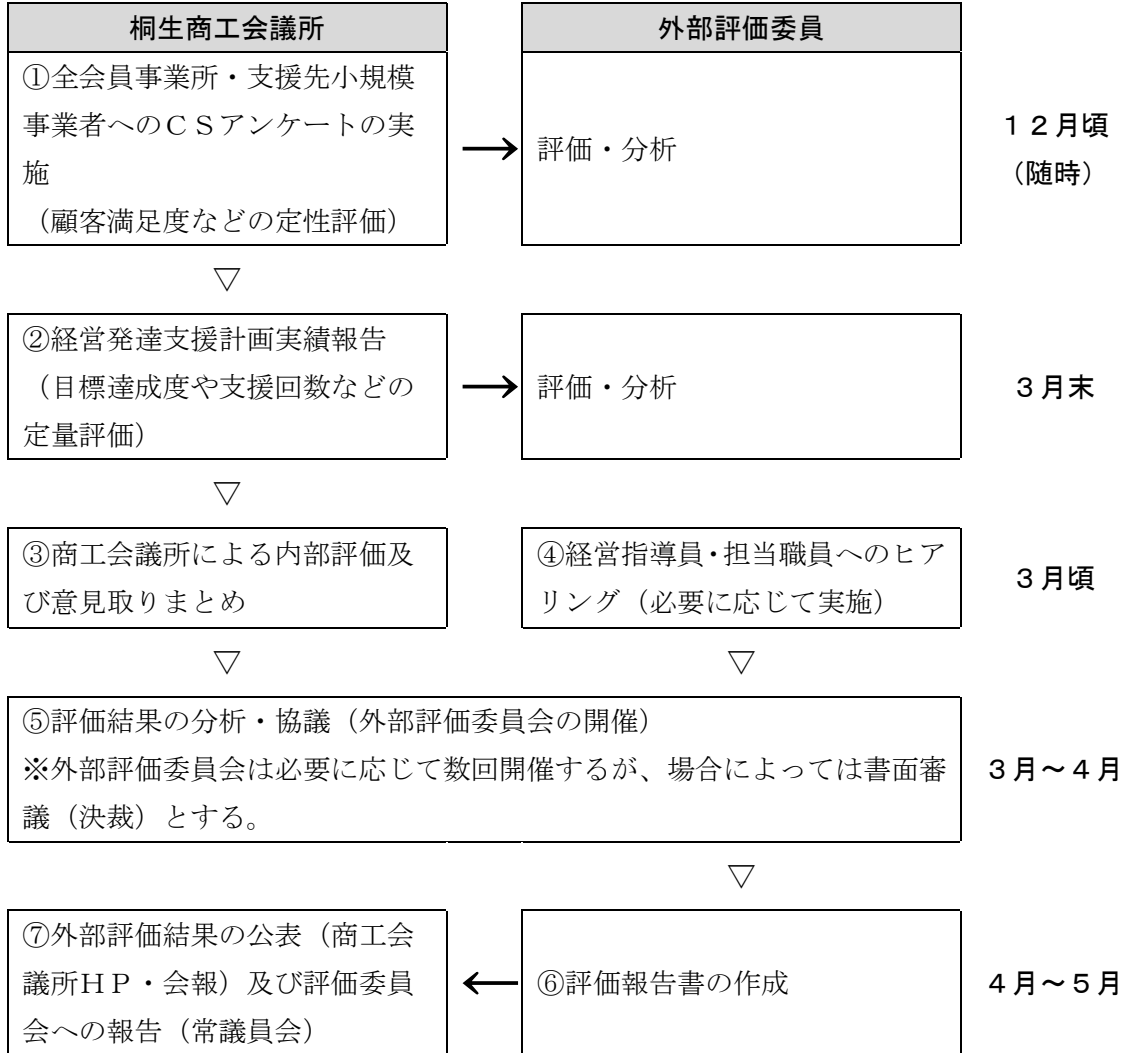 桐生商工会議所
外部評価委員
①全会員事業所・支援先小規模
事業者へのCSアンケートの実
施
(顧客満足度などの定性評価)
→
評価・分析
12月頃
(随時)
▽
②経営発達支援計画実績報告
(目標達成度や支援回数などの
定量評価)
→
評価・分析
3月末
▽
③商工会議所による内部評価及
び意見取りまとめ
④経営指導員・担当職員へのヒア
リング(必要に応じて実施)
3月頃
▽
▽
⑤評価結果の分析・協議(外部評価委員会の開催)
※外部評価委員会は必要に応じて数回開催するが、場合によっては書面審
議(決裁)とする。
3月~4月
▽
⑦外部評価結果の公表(商工会
議所HP・会報)及び評価委員
会への報告(常議員会)
←
⑥評価報告書の作成
4月~5月